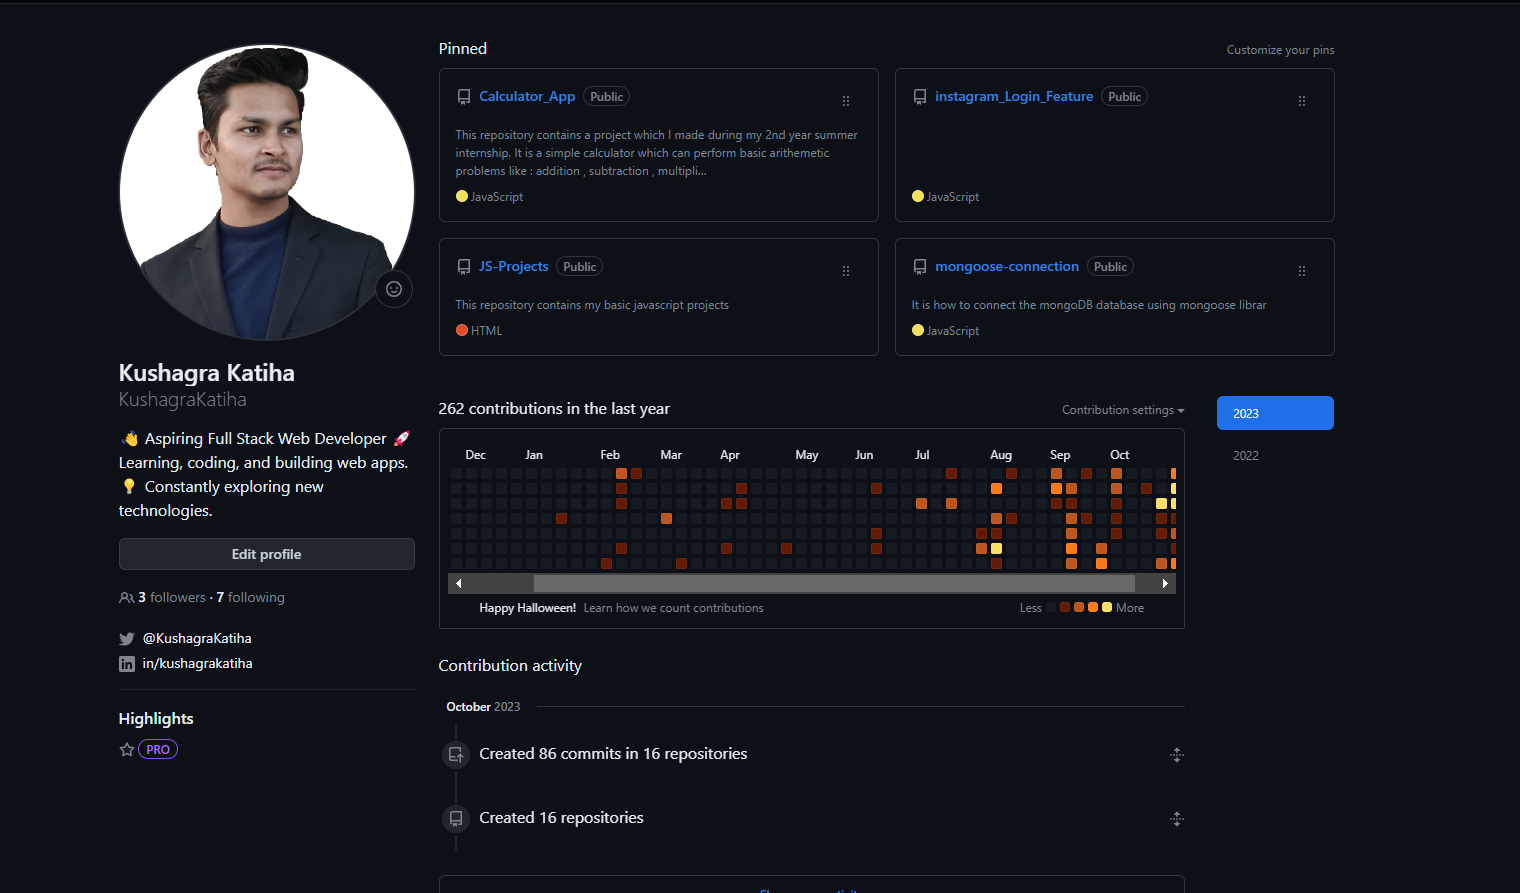 Kushagra Katiha
KushagraKatiha
👋 Aspiring Full Stack Web Developer 🚀
Learning, coding, and building web apps.
💡 Constantly exploring new
technologies.
Edit profile
3 followers · 7 following
@KushagraKatiha
in/kushagrakatiha
Highlights
PRO
Pinned
Customize your pins
Calculator_App Public
This repository contains a project which I made during my 2nd year summer
internship. It is a simple calculator which can perform basic arithemetic
problems like : addition , subtraction , multipli...
JavaScript
instagram_Login_Feature Public
JavaScript
JS-Projects Public
This repository contains my basic javascript projects
HTML
mongoose-connection Public
It is how to connect the mongoDB database using mongoose librar
JavaScript
262 contributions in the last year
Contribution settings
2023
2022
Dec Jan Feb Mar Apr May Jun Jul Aug Sep Oct
Happy Halloween! Learn how we count contributions
Less More
Contribution activity
October 2023
Created 86 commits in 16 repositories
Created 16 repositories